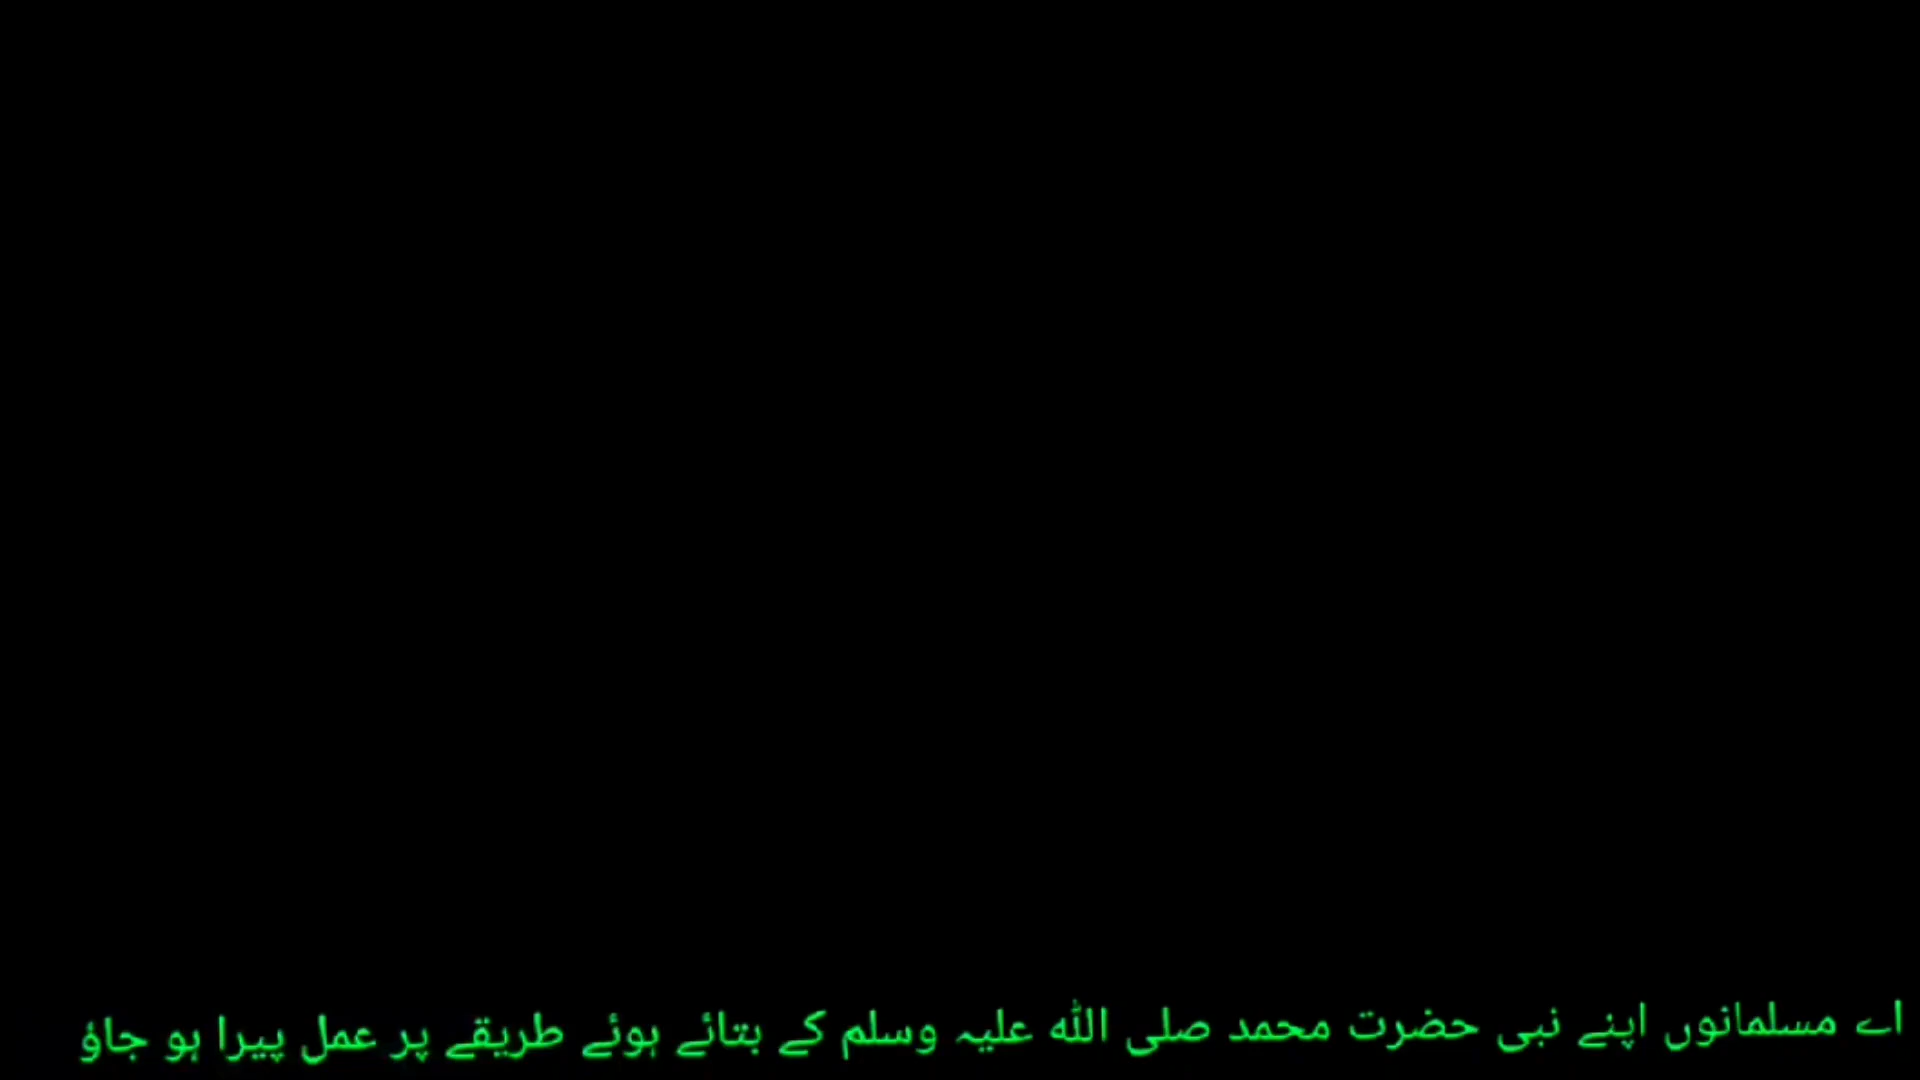 اے مسلمانوں اپنے نبی حضرت محمد صلی اللہ علیہ وسلم کے بتائے ہوئے طریقے پر عمل پیرا ہو جاؤ